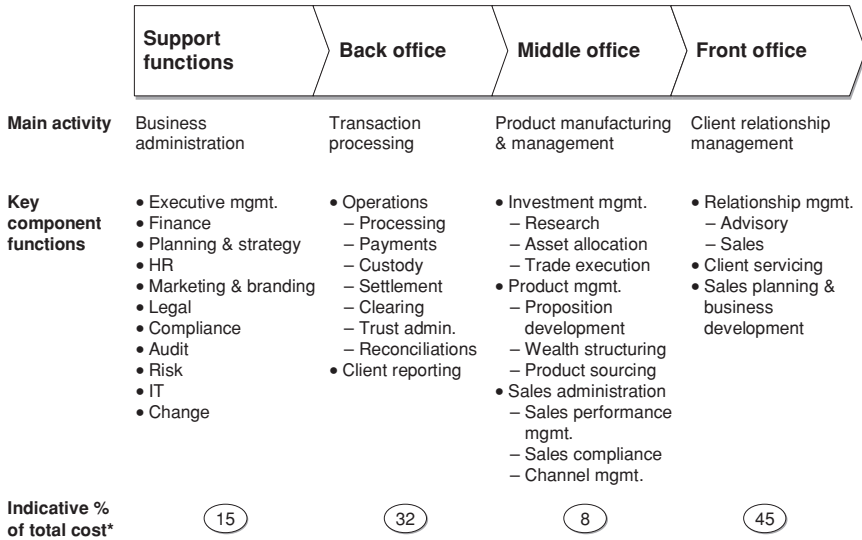 Support
functions
Back office
Middle office
Front office
Main activity
Business
administration
Transaction
processing
Product manufacturing
& management
Client relationship
management
Key
component
functions
• Executive mgmt.
• Finance
• Planning & strategy
• HR
• Marketing & branding
• Legal
• Compliance
• Audit
• Risk
• IT
• Change
• Operations
– Processing
– Payments
– Custody
– Settlement
– Clearing
– Trust admin.
– Reconciliations
• Client reporting
• Investment mgmt.
– Research
– Asset allocation
– Trade execution
• Product mgmt.
– Proposition
development
– Wealth structuring
– Product sourcing
• Sales administration
– Sales performance
mgmt.
– Sales compliance
– Channel mgmt.
• Relationship mgmt.
– Advisory
– Sales
• Client servicing
• Sales planning &
business
development
Indicative %
of total cost*
15
32
8
45